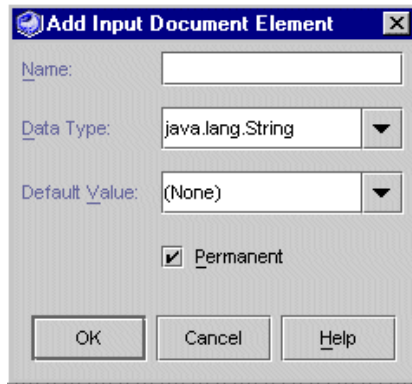 Add Input Document Element
Name:
Data Type: java.lang.String
Default Value: (None)
Permanent
OK Cancel Help